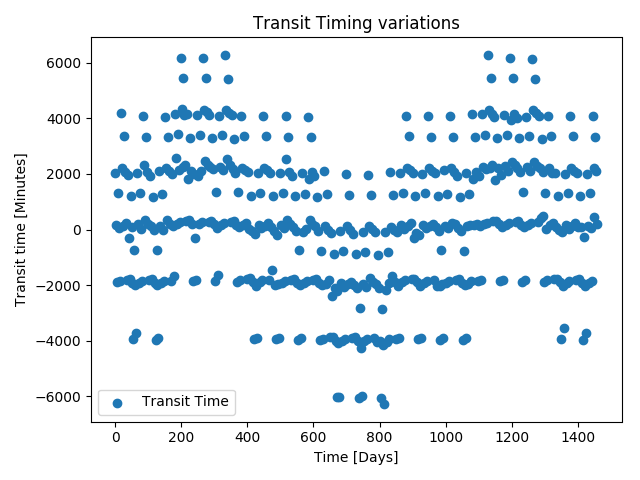 Transit Timing variations
Transit time [Minutes]
6000
4000
2000
0
−2000
−4000
−6000
Transit Time
0 200 400 600 800 1000 1200 1400
Time [Days]